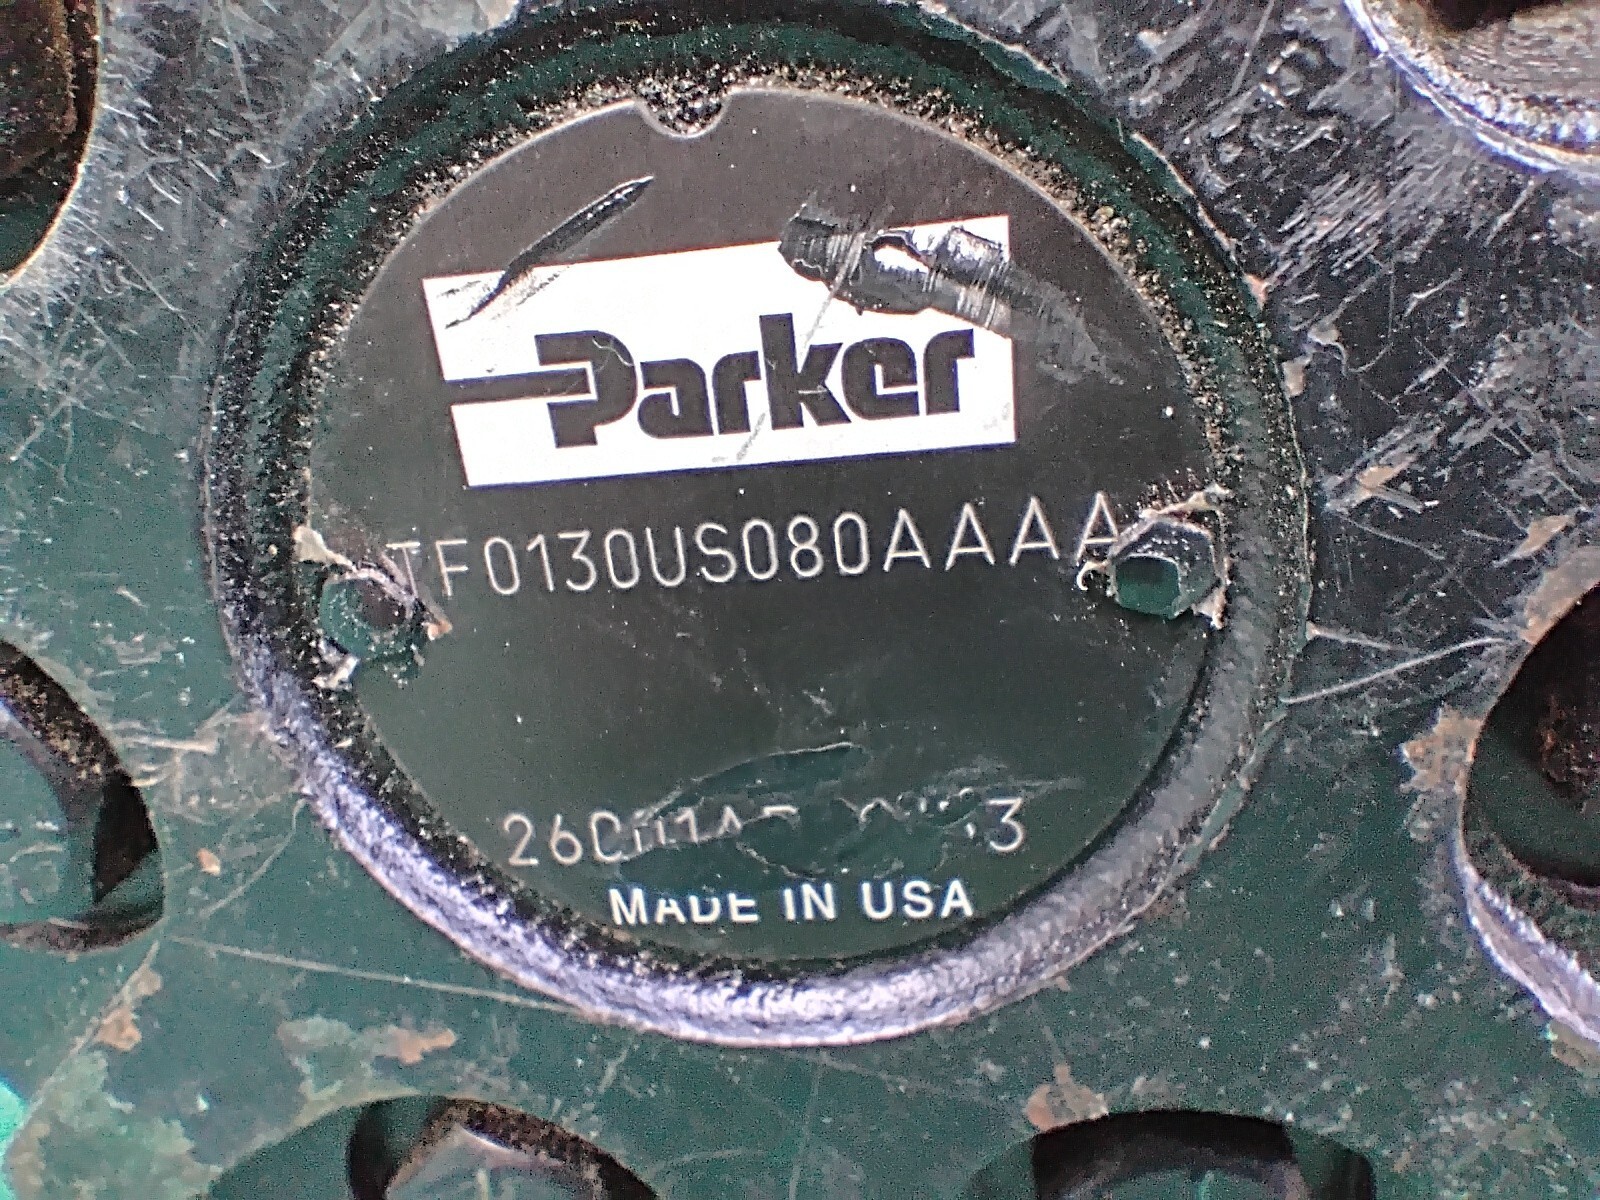 Parker
TF0130US080AAAA
MADE IN USA